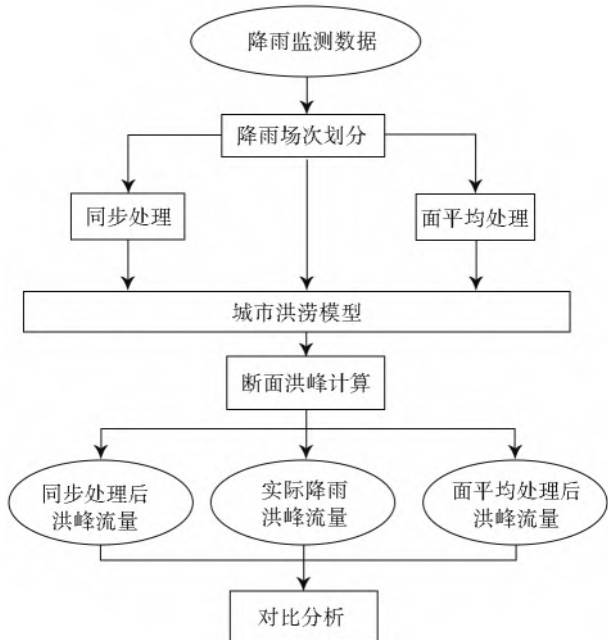 降雨监测数据
降雨场次划分
同步处理
面平均处理
城市洪涝模型
断面洪峰计算
同步处理后
洪峰流量
实际降雨
洪峰流量
面平均处理后
洪峰流量
对比分析